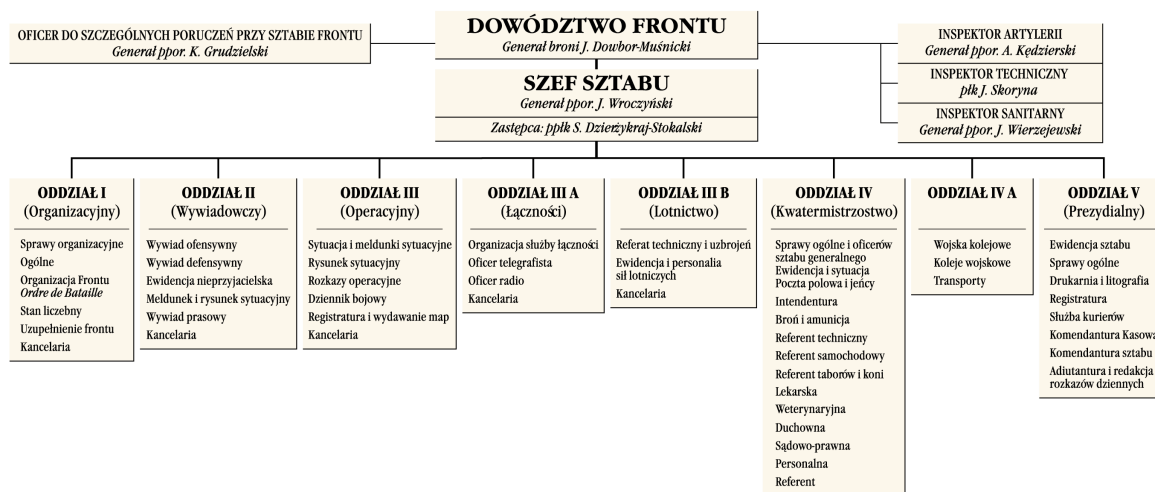 OFICER DO SZCZEGÓLNYCH PORUCZEŃ PRZY SZTABIE FRONTU
Generał ppor. K. Grudzielski
DOWÓDZTWO FRONTU
Generał broni J. Dowbor-Muśnicki
SZEF SZTABU
Generał ppor. J. Wroczyński
Zastępca: ppłk S. Dzierżykraj-Stokalski
INSPEKTOR ARTYLERII
Generał ppor. A. Kędzierski
INSPEKTOR TECHNICZNY
płk J. Skoryna
INSPEKTOR SANITARNY
Generał ppor. J. Wierzejewski
ODDZIAŁ I
(Organizacyjny)
Sprawy organizacyjne
Ogólne
Organizacja Frontu
Ordre de Bataille
Stan liczebny
Uzupełnienie frontu
Kancelaria
ODDZIAŁ II
(Wywiadowczy)
Wywiad ofensywny
Wywiad defensywny
Ewidencja nieprzyjacielska
Meldunek i rysunek sytuacyjny
Wywiad prasowy
Kancelaria
ODDZIAŁ III
(Operacyjny)
Sytuacja i meldunki sytuacyjne
Rysunek sytuacyjny
Rozkazy operacyjne
Dziennik bojowy
Registratura i wydawanie map
Kancelaria
ODDZIAŁ III A
(Łączności)
Organizacja służby łączności
Oficer telegrafista
Oficer radio
Kancelaria
ODDZIAŁ III B
(Lotnictwo)
Referat techniczny i uzbrojeń
Ewidencja i personalia
sił lotniczych
Kancelaria
ODDZIAŁ IV
(Kwatermistrzostwo)
Sprawy ogólne i oficerów
sztabu generalnego
Ewidencja i sytuacja
Poczta polowa i jeńcy
Intendentura
Broń i amunicja
Referent techniczny
Referent samochodowy
Referent taborów i koni
Lekarska
Weterynaryjna
Duchowna
Sądowo-prawna
Personalna
Referent
ODDZIAŁ IV A
Wojska kolejowe
Koleje wojskowe
Transporty
ODDZIAŁ V
(Prezydialny)
Ewidencja sztabu
Sprawy ogólne
Drukarnia i litografia
Registratura
Służba kurierów
Komendantura Kasowa
Komendantura sztabu
Adiutantura i redakcja
rozkazów dziennych